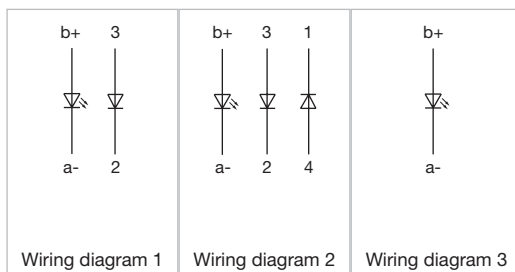 b+ 3
a- 2
Wiring diagram 1
b+ 3 1
a- 2 4
Wiring diagram 2
b+
a-
Wiring diagram 3